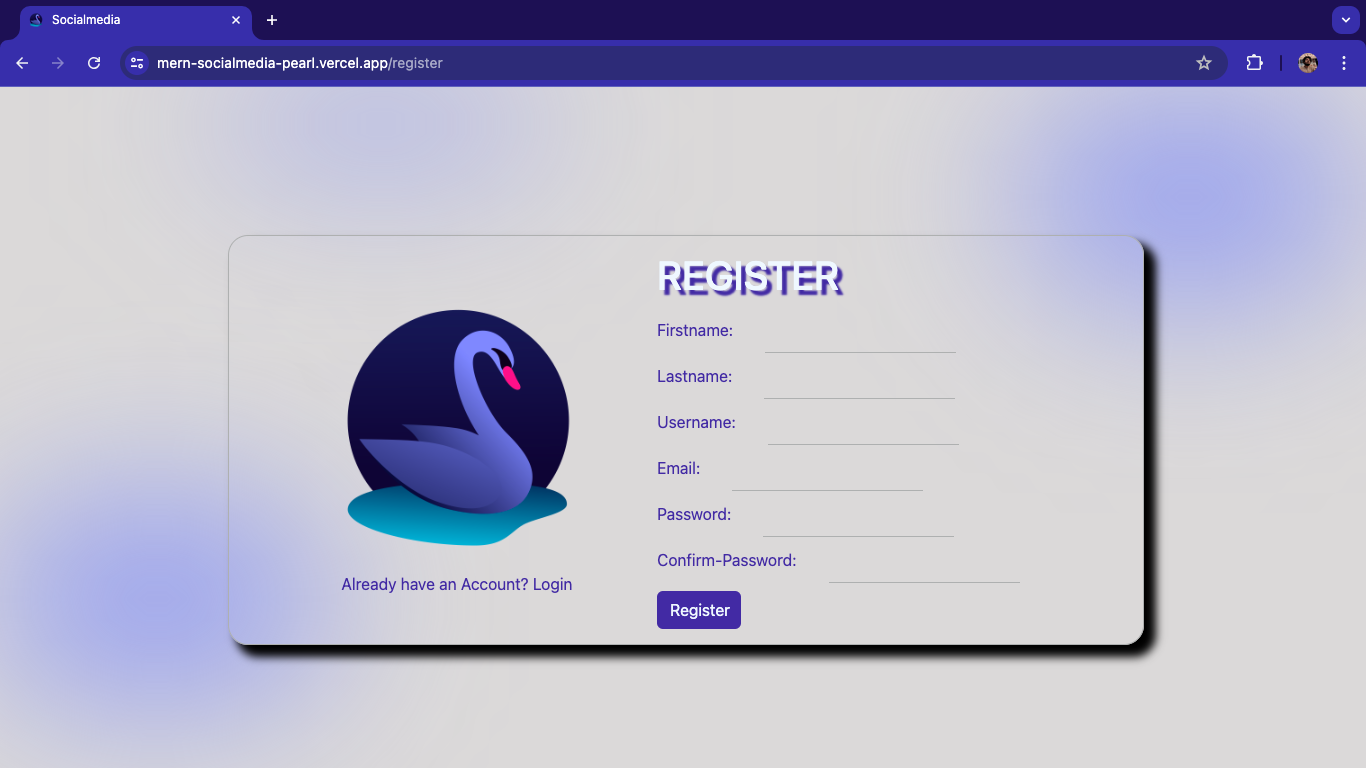 Socialmedia
mern-socialmedia-pearl.vercel.app/register
REGISTER
Firstname:
Lastname:
Username:
Email:
Password:
Confirm-Password:
Register
Already have an Account? Login